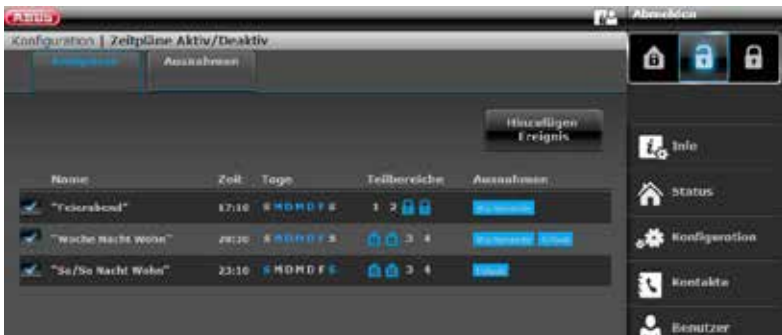 ABUS
Abmelden
Konfiguration | Zeitpläne Aktiv/Deaktiv
Ausnahmen
Hinzufügen
Ereignis
Info
Name Zeit Tage Teilbereiche Ausnahmen
Status
"Feierabend" 17:10 S M D M D F S 1 2
"Woche Nacht Wohn" 20:30 S M D M D F S 3 4
Konfiguration
"Sa/So Nacht Wohn" 23:10 S M D M D F S 3 4 Urlaub
Kontakte
Benutzer